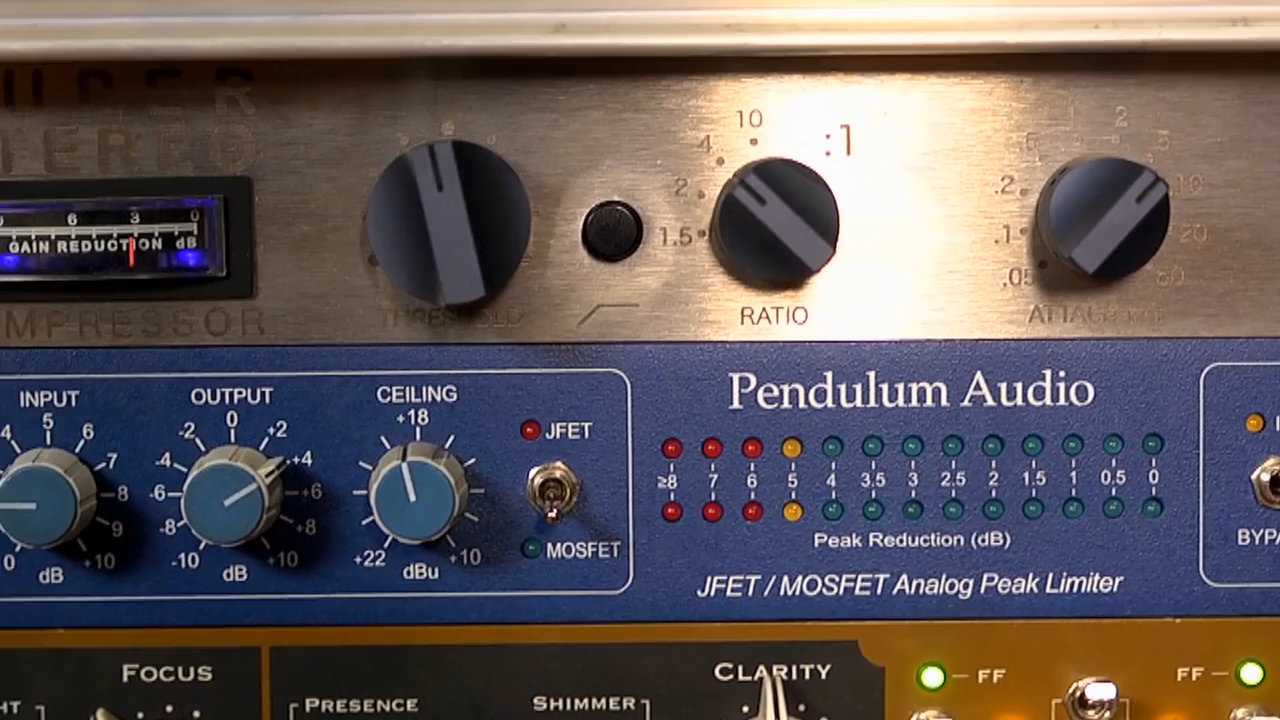 10
4
:1
2
1.5
RATIO
2
5
.2
10
.1
20
.05
THRESHOLD
6 3 0
GAIN REDUCTION dB
INPUT
4 5 6
7
8
9
0 10
dB
OUTPUT
-2 0 +2
-4 +4
-6 +6
-8 +8
-10 +10
dB
CEILING
+18
+22 +10
dBu
JFET
MOSFET
Pendulum Audio
≥8 7 6 5 4 3.5 3 2.5 2 1.5 1 0.5 0
Peak Reduction (dB)
JFET / MOSFET Analog Peak Limiter
FOCUS
PRESENCE
SHIMMER
CLARITY
FF
FF